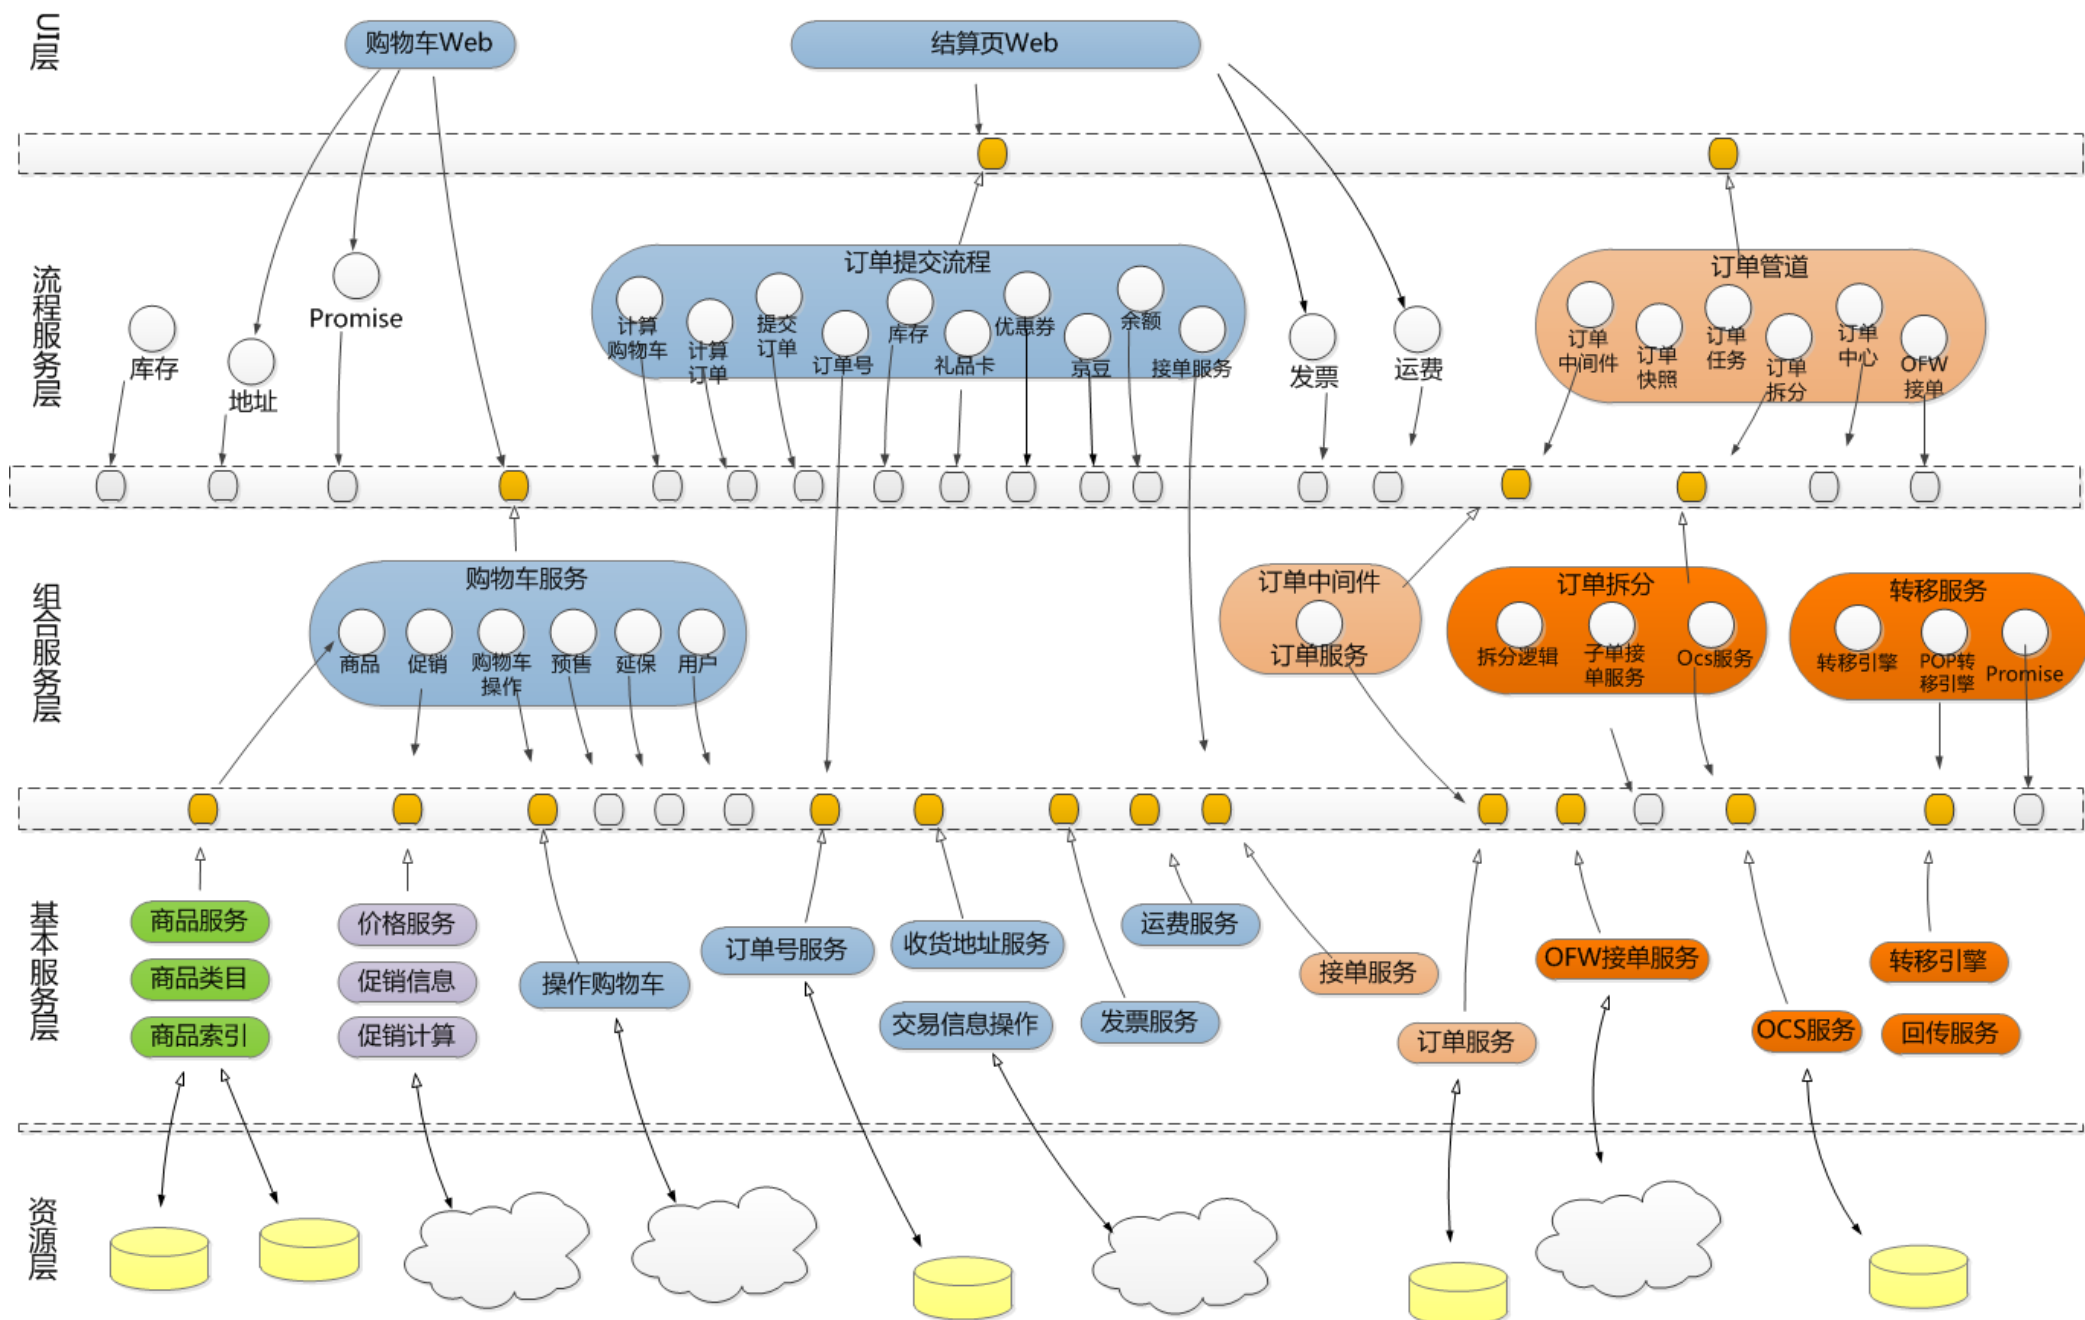 UI层
购物车Web
结算页Web
流程服务层
库存
地址
Promise
订单提交流程
计算
购物车
计算
订单
提交
订单
订单号
库存
礼品卡
优惠券
京豆
余额
接单服务
发票
运费
订单管道
订单
中间件
订单
快照
订单
任务
订单
拆分
订单
中心
OFW
接单
组合服务层
购物车服务
商品
促销
购物车
操作
预售
延保
用户
订单中间件
订单服务
订单拆分
拆分逻辑
子单接
单服务
Ocs服务
转移服务
转移引擎
POP转
移引擎
Promise
基本服务层
商品服务
商品类目
商品索引
价格服务
促销信息
促销计算
操作购物车
订单号服务
收货地址服务
交易信息操作
发票服务
运费服务
接单服务
订单服务
OFW接单服务
OCS服务
转移引擎
回传服务
资源层